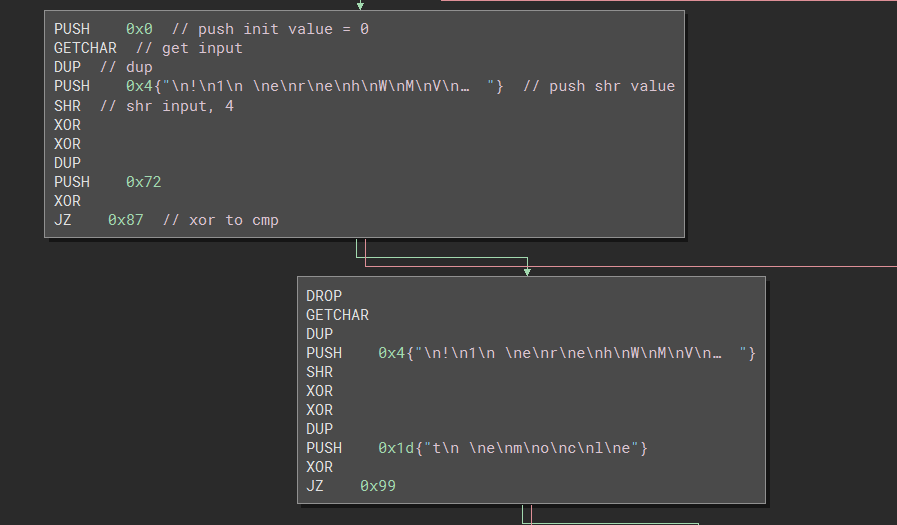 PUSH 0x0 // push init value = 0
GETCHAR // get input
DUP // dup
PUSH 0x4{"\n!\n1\n \ne\nr\ne\nh\nW\nM\nV\n… "} // push shr value
SHR // shr input, 4
XOR
XOR
DUP
PUSH 0x72
XOR
JZ 0x87 // xor to cmp
DROP
GETCHAR
DUP
PUSH 0x4{"\n!\n1\n \ne\nr\ne\nh\nW\nM\nV\n… "}
SHR
XOR
XOR
DUP
PUSH 0x1d{"t\n \ne\nm\no\nc\nl\ne"}
XOR
JZ 0x99